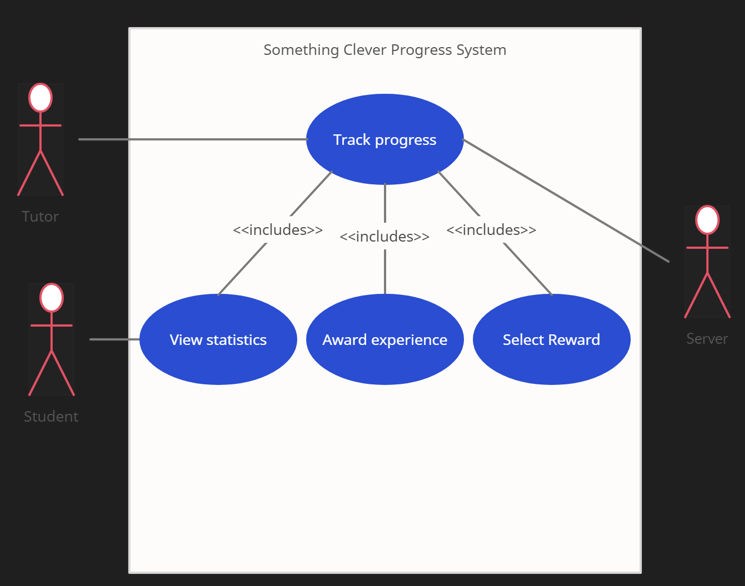 Something Clever Progress System
Track progress
Tutor
<<includes>>
<<includes>>
<<includes>>
View statistics
Award experience
Select Reward
Server
Student